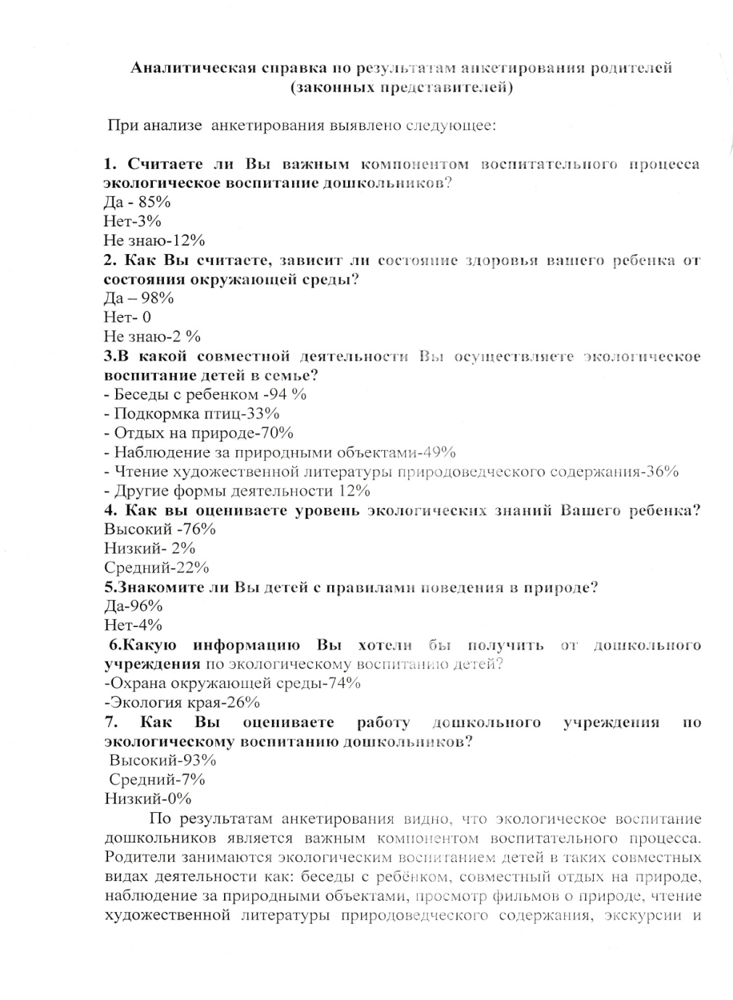 Аналитическая справка по результатам анкетирования родителей
(законных представителей)
При анализе анкетирования выявлено следующее:
1. Считаете ли Вы важным компонентом воспитательного процесса
экологическое воспитание дошкольников?
Да - 85%
Нет-3%
Не знаю-12%
2. Как Вы считаете, зависит ли состояние здоровья вашего ребенка от
состояния окружающей среды?
Да – 98%
Нет- 0
Не знаю-2 %
3.В какой совместной деятельности Вы осуществляете экологическое
воспитание детей в семье?
- Беседы с ребенком -94 %
- Подкормка птиц-33%
- Отдых на природе-70%
- Наблюдение за природными объектами-49%
- Чтение художественной литературы природоведческого содержания-36%
- Другие формы деятельности 12%
4. Как вы оцениваете уровень экологических знаний Вашего ребенка?
Высокий -76%
Низкий- 2%
Средний-22%
5.Знакомите ли Вы детей с правилами поведения в природе?
Да-96%
Нет-4%
6.Какую информацию Вы хотели бы получить от дошкольного
учреждения по экологическому воспитанию детей?
-Охрана окружающей среды-74%
-Экология края-26%
7. Как Вы оцениваете работу дошкольного учреждения по
экологическому воспитанию дошкольников?
Высокий-93%
Средний-7%
Низкий-0%
По результатам анкетирования видно, что экологическое воспитание
дошкольников является важным компонентом воспитательного процесса.
Родители занимаются экологическим воспитанием детей в таких совместных
видах деятельности как: беседы с ребёнком, совместный отдых на природе,
наблюдение за природными объектами, просмотр фильмов о природе, чтение
художественной литературы природоведческого содержания, экскурсии и